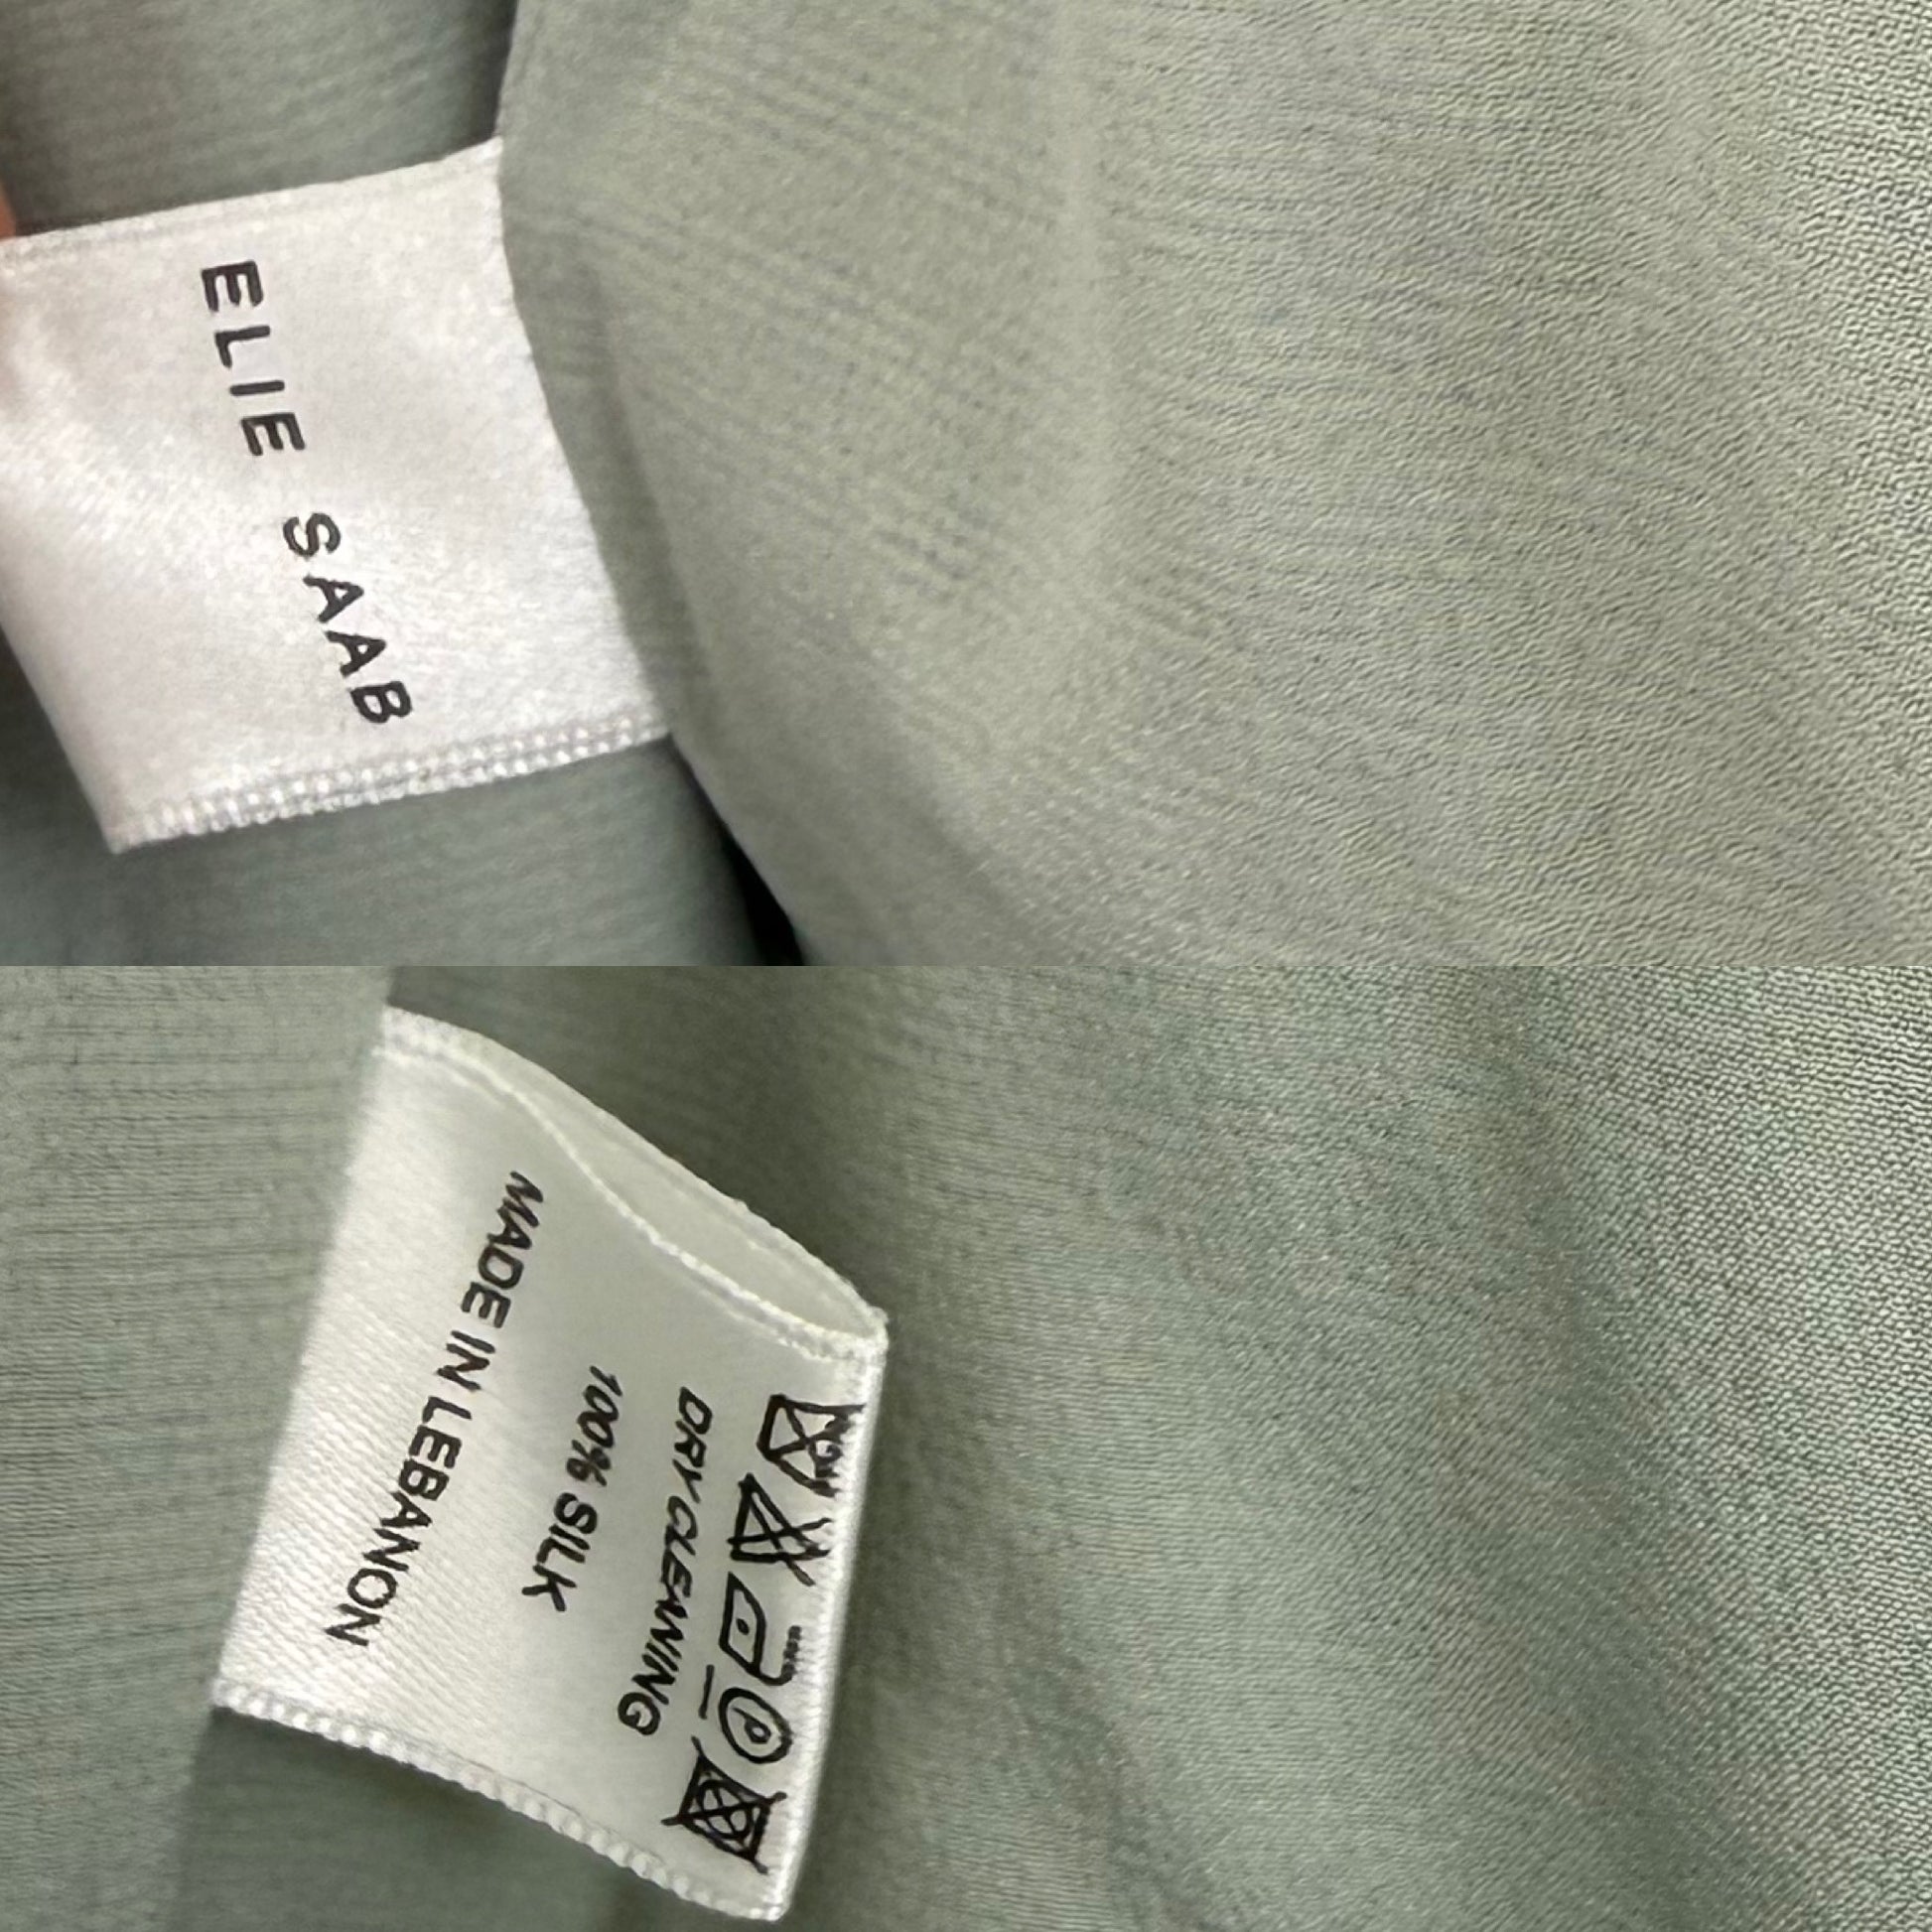 ELIE SAAB
DRY CLEANING
100% SILK
MADE IN LEBANON